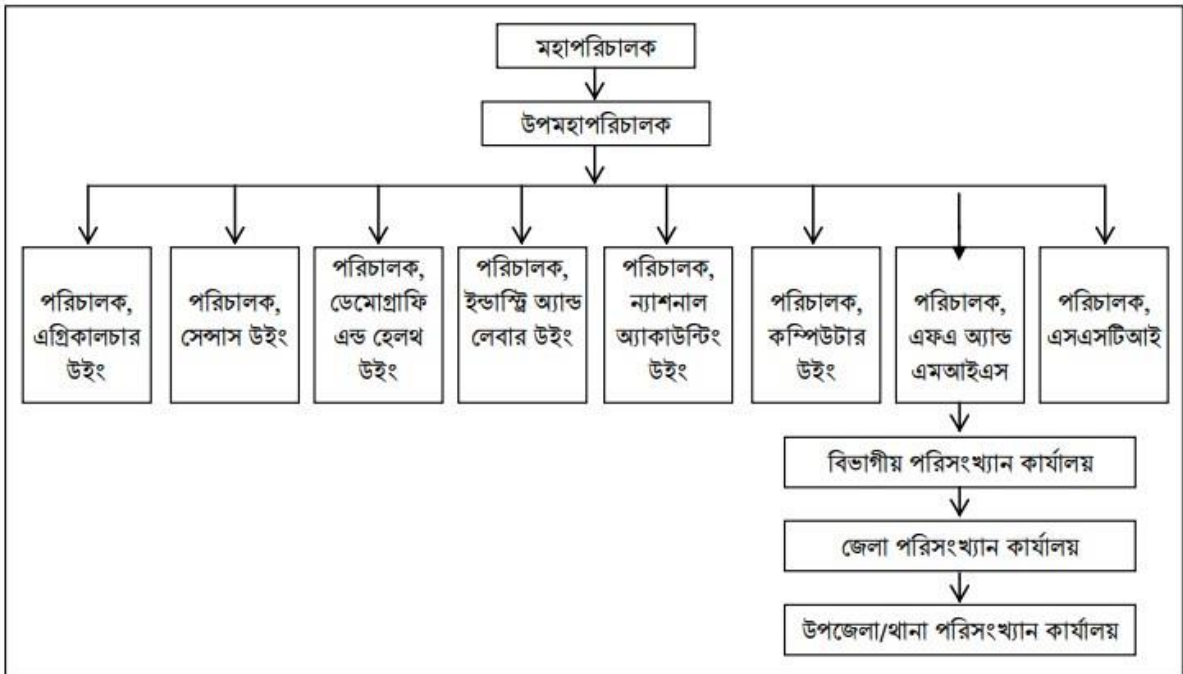 মহাপরিচালক
উপমহাপরিচালক
পরিচালক,
এগ্রিকালচার
উইং
পরিচালক,
সেন্সাস উইং
পরিচালক,
ডেমোগ্রাফি
এন্ড হেলথ
উইং
পরিচালক,
ইন্ডাস্ট্রি অ্যান্ড
লেবার উইং
পরিচালক,
ন্যাশনাল
অ্যাকাউন্টিং
উইং
পরিচালক,
কম্পিউটার
উইং
পরিচালক,
এফএ অ্যান্ড
এমআইএস
পরিচালক,
এসএসটিআই
বিভাগীয় পরিসংখ্যান কার্যালয়
জেলা পরিসংখ্যান কার্যালয়
উপজেলা/থানা পরিসংখ্যান কার্যালয়